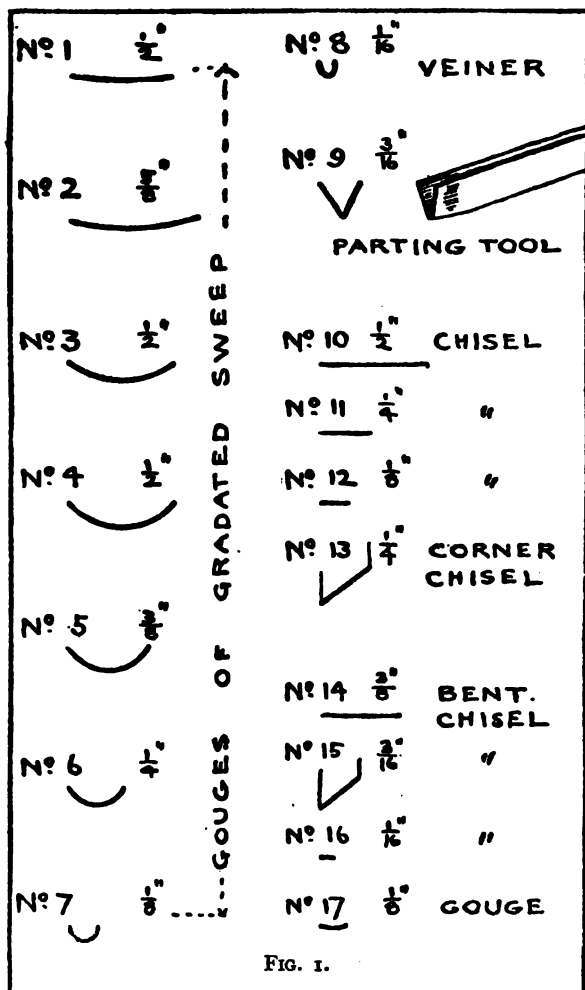 Nº 1 1/2"
Nº 2 5/8"
Nº 3 1/2"
Nº 4 1/2"
Nº 5 3/8"
Nº 6 1/4"
Nº 7 1/8"
GOUGES OF GRADATED SWEEP
Nº 8 1/16"
VEINER
Nº 9 3/16"
PARTING TOOL
Nº 10 1/2" CHISEL
Nº 11 1/4" "
Nº 12 1/8" "
Nº 13 1/4" CORNER
CHISEL
Nº 14 3/8" BENT.
CHISEL
Nº 15 3/16" "
Nº 16 1/16" "
Nº 17 1/8" GOUGE
FIG. 1.